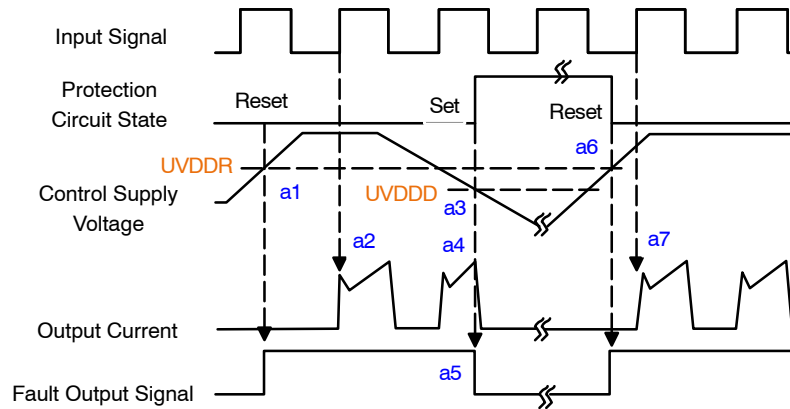 Input Signal
Protection
Circuit State
Reset
Set
Reset
a6
UVDDR
a1
UVDDD
a3
Control Supply
Voltage
a2
a4
a7
Output Current
a5
Fault Output Signal